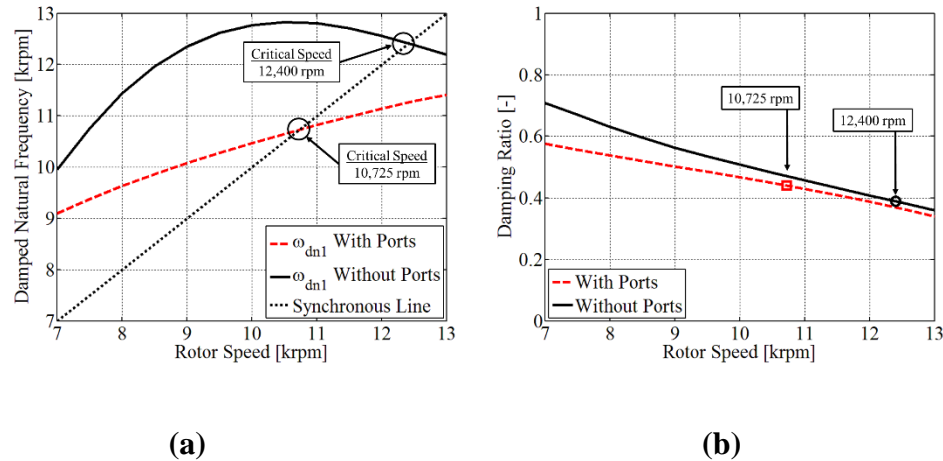 13
12
11
10
9
8
7
Damped Natural Frequency [krpm]
Critical Speed
12,400 rpm
Critical Speed
10,725 rpm
ω_dn1 With Ports
ω_dn1 Without Ports
Synchronous Line
7 8 9 10 11 12 13
Rotor Speed [krpm]
(a)
1
0.8
0.6
0.4
0.2
0
Damping Ratio [-]
10,725 rpm
12,400 rpm
With Ports
Without Ports
7 8 9 10 11 12 13
Rotor Speed [krpm]
(b)